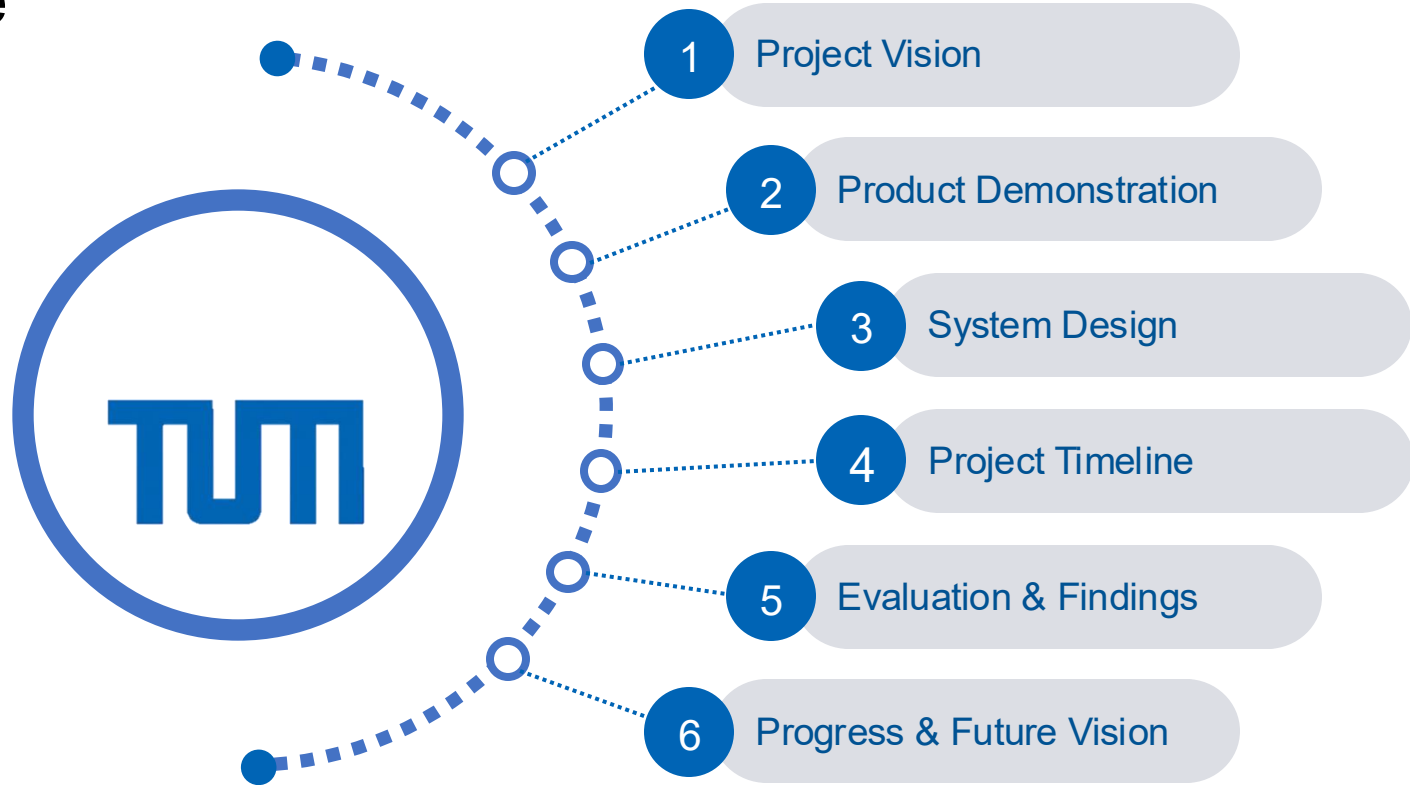 e
TUM
1
Project Vision
2
Product Demonstration
3
System Design
4
Project Timeline
5
Evaluation & Findings
6
Progress & Future Vision